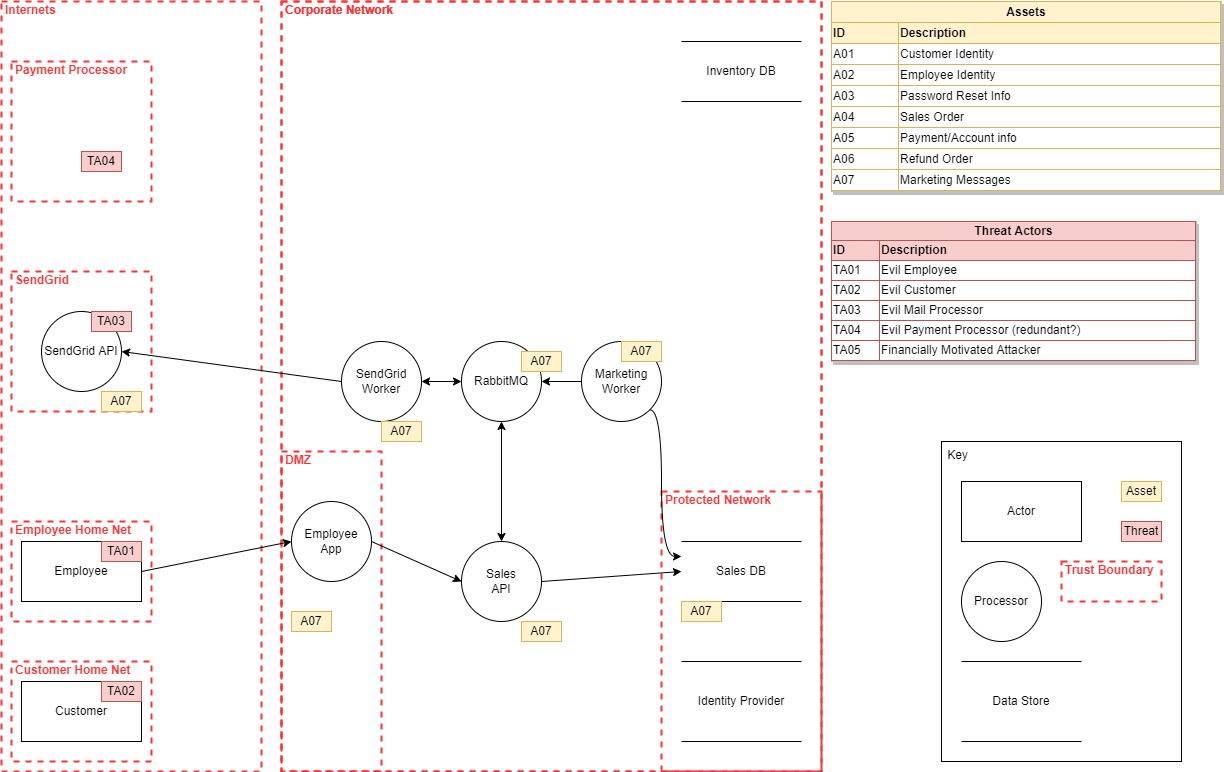 Internets
Payment Processor
TA04
SendGrid
TA03
SendGrid API
A07
Employee Home Net
TA01
Employee
Customer Home Net
TA02
Customer
Corporate Network
Inventory DB
SendGrid
Worker
A07
RabbitMQ
A07
Marketing
Worker
A07
DMZ
Employee
App
A07
Sales
API
A07
Protected Network
Sales DB
A07
Identity Provider
Assets
ID Description
A01 Customer Identity
A02 Employee Identity
A03 Password Reset Info
A04 Sales Order
A05 Payment/Account info
A06 Refund Order
A07 Marketing Messages
Threat Actors
ID Description
TA01 Evil Employee
TA02 Evil Customer
TA03 Evil Mail Processor
TA04 Evil Payment Processor (redundant?)
TA05 Financially Motivated Attacker
Key
Actor
Asset
Threat
Trust Boundary
Processor
Data Store